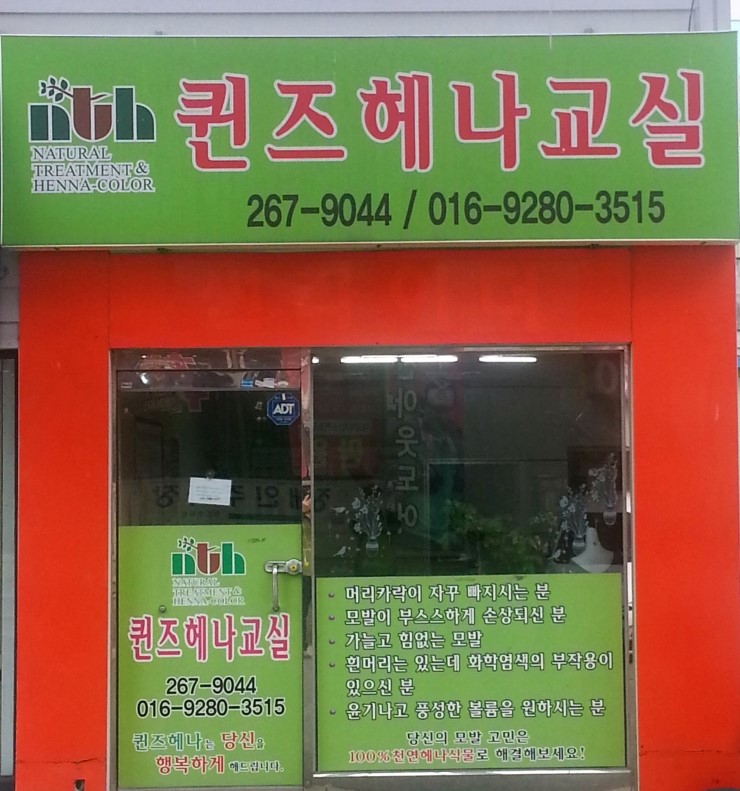 nth
NATURAL
TREATMENT &
HENNA-COLOR
퀸즈헤나교실
267-9044 / 016-9280-3515
ADT
nth
NATURAL
TREATMENT &
HENNA-COLOR
퀸즈헤나교실
267-9044
016-9280-3515
퀸즈헤나는 당신을
행복하게 해드립니다.
• 머리카락이 자꾸 빠지시는 분
• 모발이 부스스하게 손상되신 분
• 가늘고 힘없는 모발
• 흰머리는 있는데 화학염색의 부작용이
있으신 분
• 윤기나고 풍성한 볼륨을 원하시는 분
당신의 모발 고민은
100%천연헤나식물로 해결해보세요!